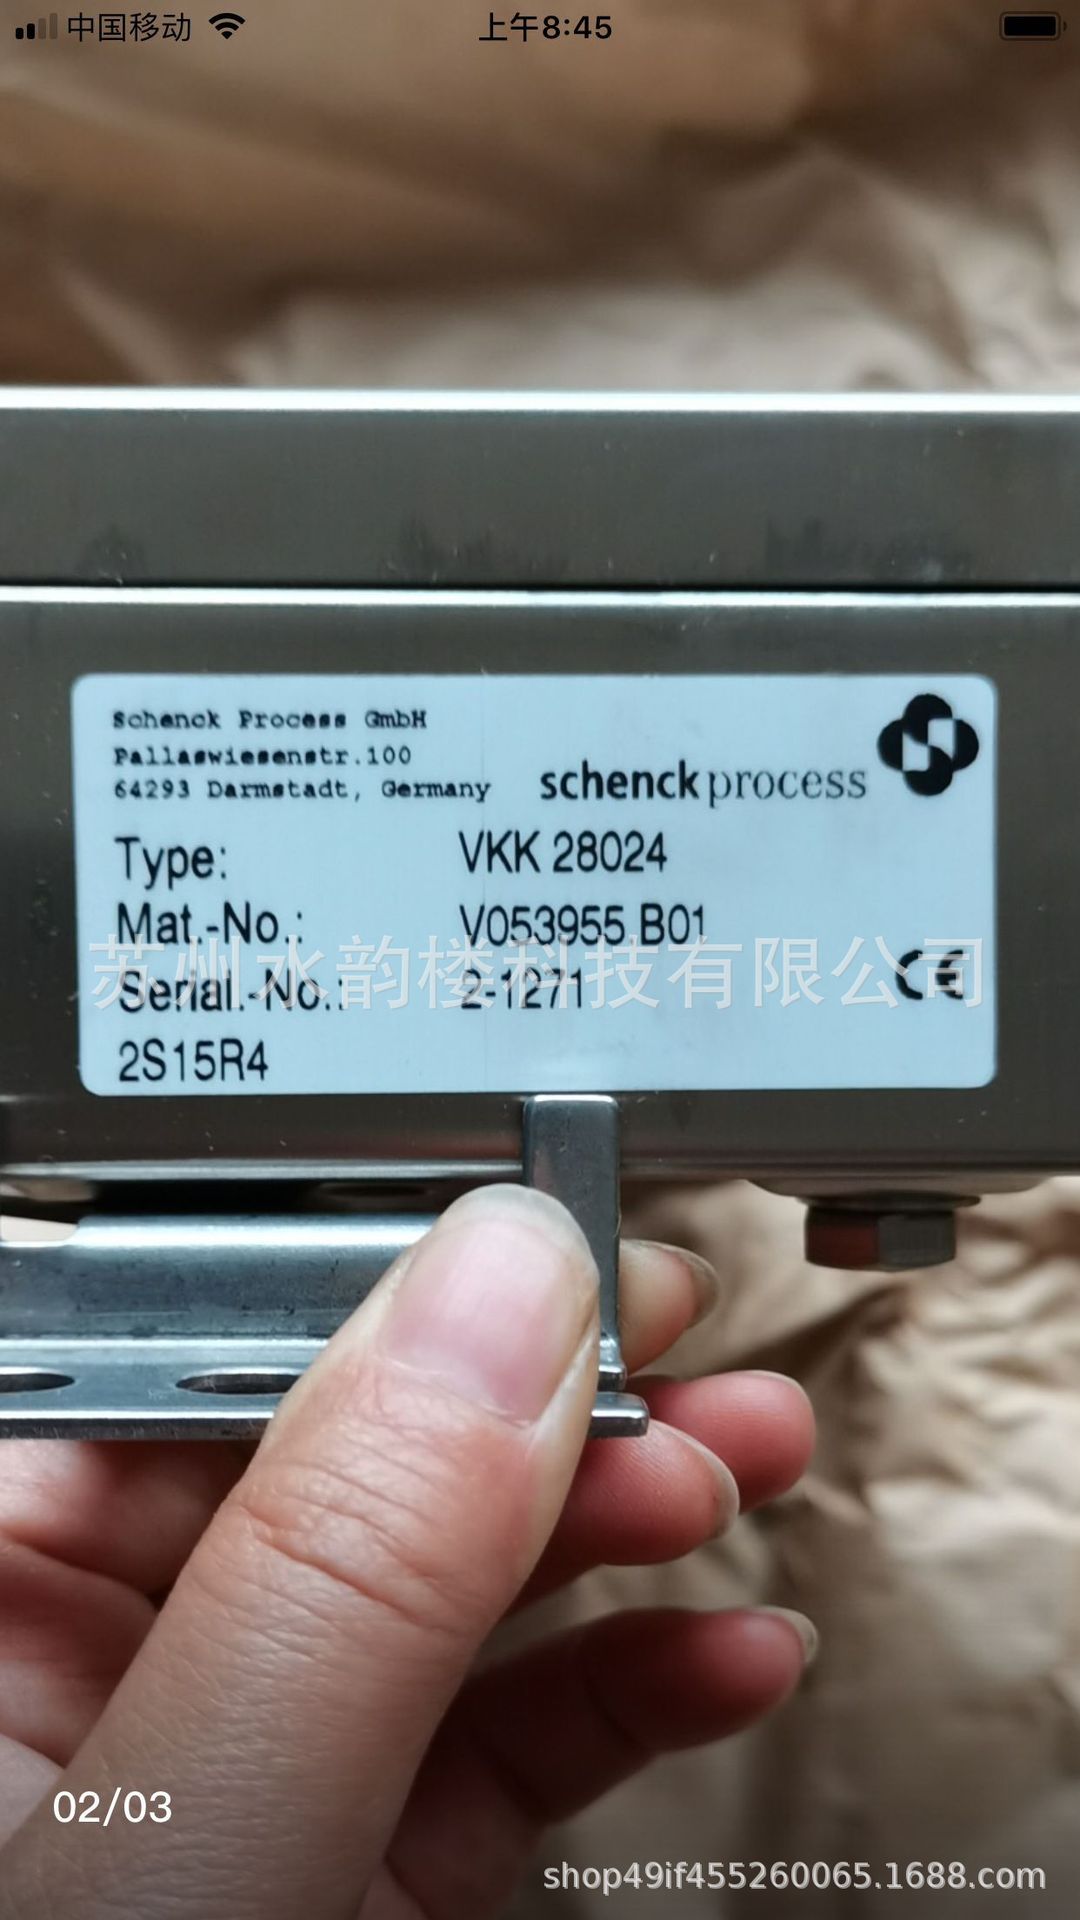 中国移动
上午8:45
Schenck Process GmbH
Pallaswiesenstr.100
64293 Darmstadt, Germany
schenck process
Type: VKK 28024
Mat.-No.: V053955.B01
苏州水韵楼科技有限公司
Serial.-No.: 2-1271
CE
2S15R4
02/03
shop49if455260065.1688.com